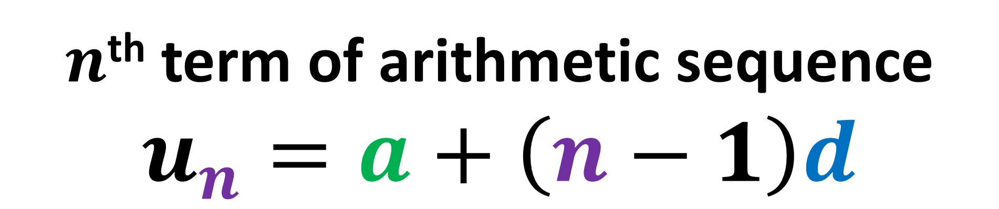 nᵗʰ term of arithmetic sequence
uₙ = a + (n − 1)d